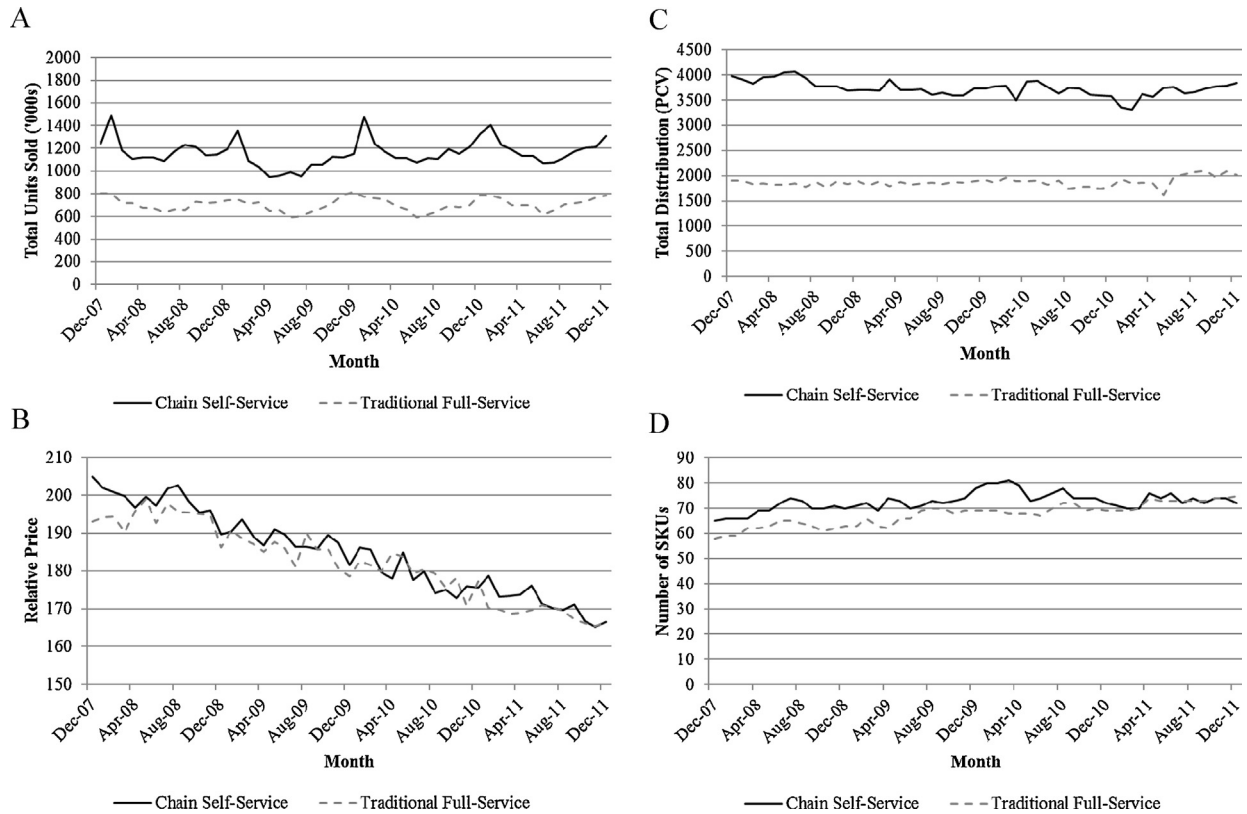 A
Total Units Sold ('000s)
2000
1800
1600
1400
1200
1000
800
600
400
200
0
Dec-07
Apr-08
Aug-08
Dec-08
Apr-09
Aug-09
Dec-09
Apr-10
Aug-10
Dec-10
Apr-11
Aug-11
Dec-11
Month
Chain Self-Service
Traditional Full-Service
B
Relative Price
210
200
190
180
170
160
150
Dec-07
Apr-08
Aug-08
Dec-08
Apr-09
Aug-09
Dec-09
Apr-10
Aug-10
Dec-10
Apr-11
Aug-11
Dec-11
Month
Chain Self-Service
Traditional Full-Service
C
Total Disttribution (PCV)
4500
4000
3500
3000
2500
2000
1500
1000
500
0
Dec-07
Apr-08
Aug-08
Dec-08
Apr-09
Aug-09
Dec-09
Apr-10
Aug-10
Dec-10
Apr-11
Aug-11
Dec-11
Month
Chain Self-Service
Traditional Full-Service
D
Number of SKUs
90
80
70
60
50
40
30
20
10
0
Dec-07
Apr-08
Aug-08
Dec-08
Apr-09
Aug-09
Dec-09
Apr-10
Aug-10
Dec-10
Apr-11
Aug-11
Dec-11
Month
Chain Self-Service
Traditional Full-Service